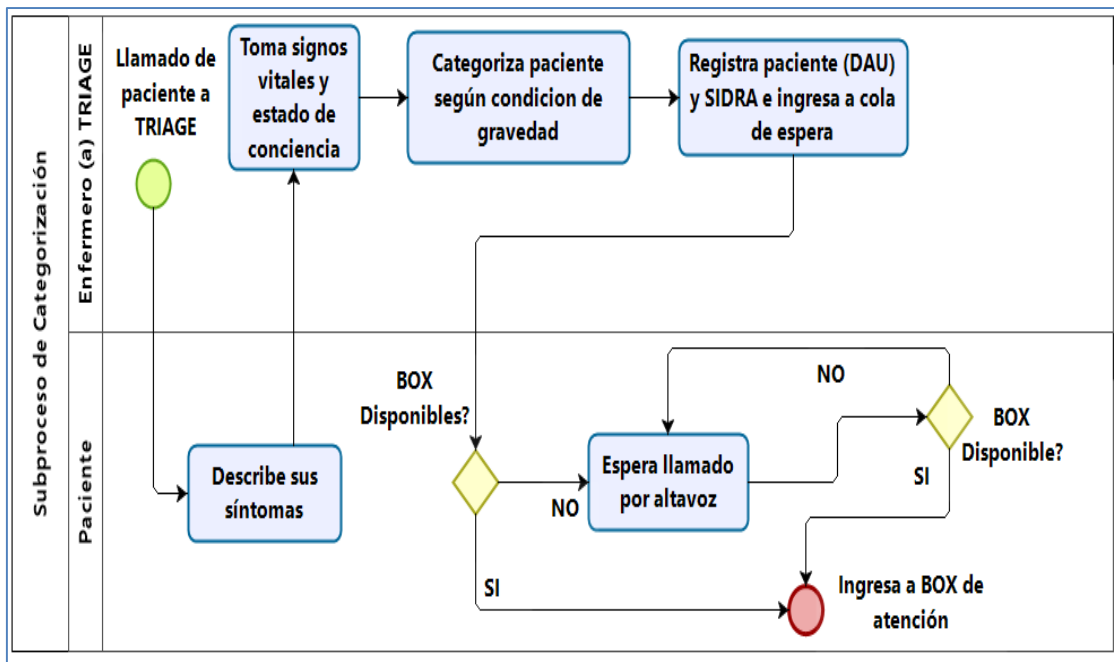 Subproceso de Categorización
Enfermero (a) TRIAGE
Llamado de
paciente a
TRIAGE
Toma signos
vitales y
estado de
conciencia
Categoriza paciente
según condicion de
gravedad
Registra paciente (DAU)
y SIDRA e ingresa a cola
de espera
Paciente
Describe sus
síntomas
BOX
Disponibles?
NO
SI
Espera llamado
por altavoz
NO
BOX
Disponible?
SI
Ingresa a BOX de
atención